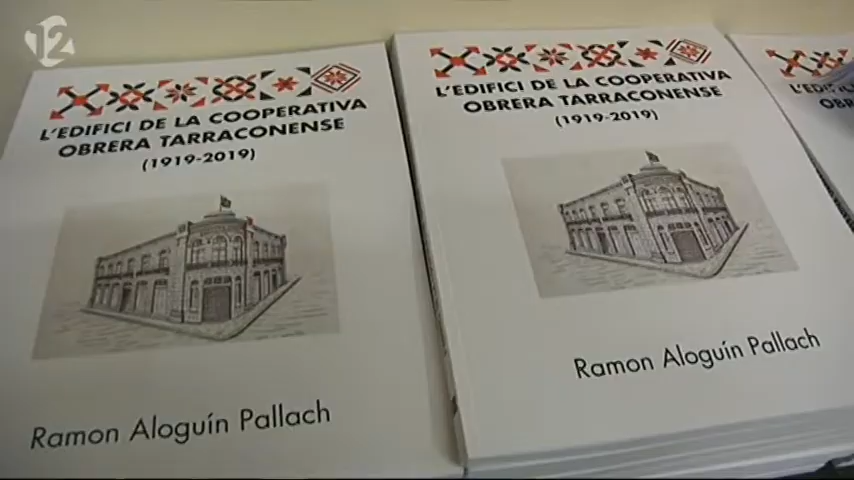 12
L'EDIFICI DE LA COOPERATIVA
OBRERA TARRACONENSE
(1919-2019)
Ramon Aloguín Pallach
L'EDIFICI DE LA COOPERATIVA
OBRERA TARRACONENSE
(1919-2019)
Ramon Aloguín Pallach